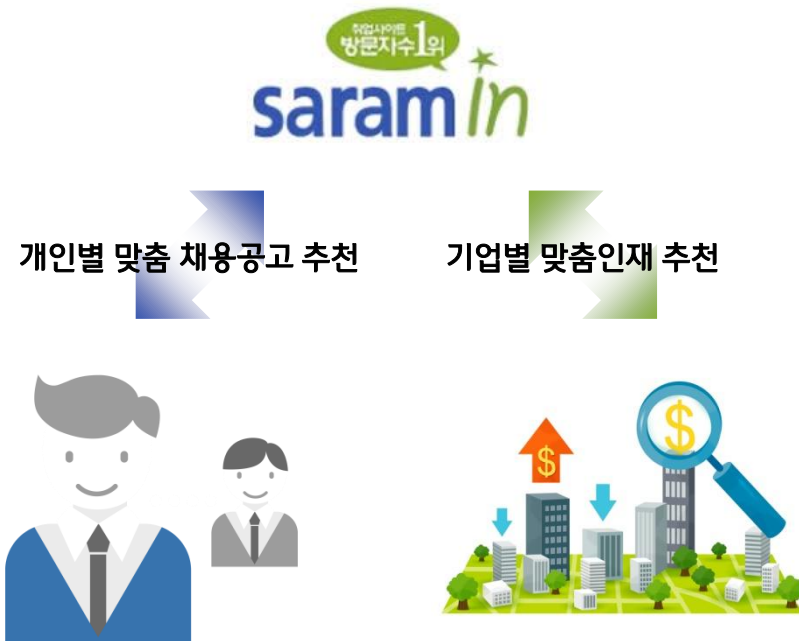 취업사이트
방문자수1위
saramin
개인별 맞춤 채용공고 추천
기업별 맞춤인재 추천
$
$